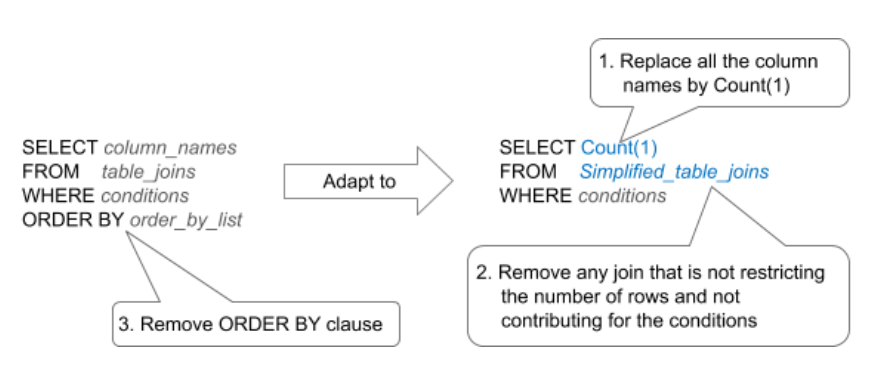 1. Replace all the column
names by Count(1)
SELECT column_names
FROM table_joins
WHERE conditions
ORDER BY order_by_list
Adapt to
SELECT Count(1)
FROM Simplified_table_joins
WHERE conditions
2. Remove any join that is not restricting
the number of rows and not
contributing for the conditions
3. Remove ORDER BY clause